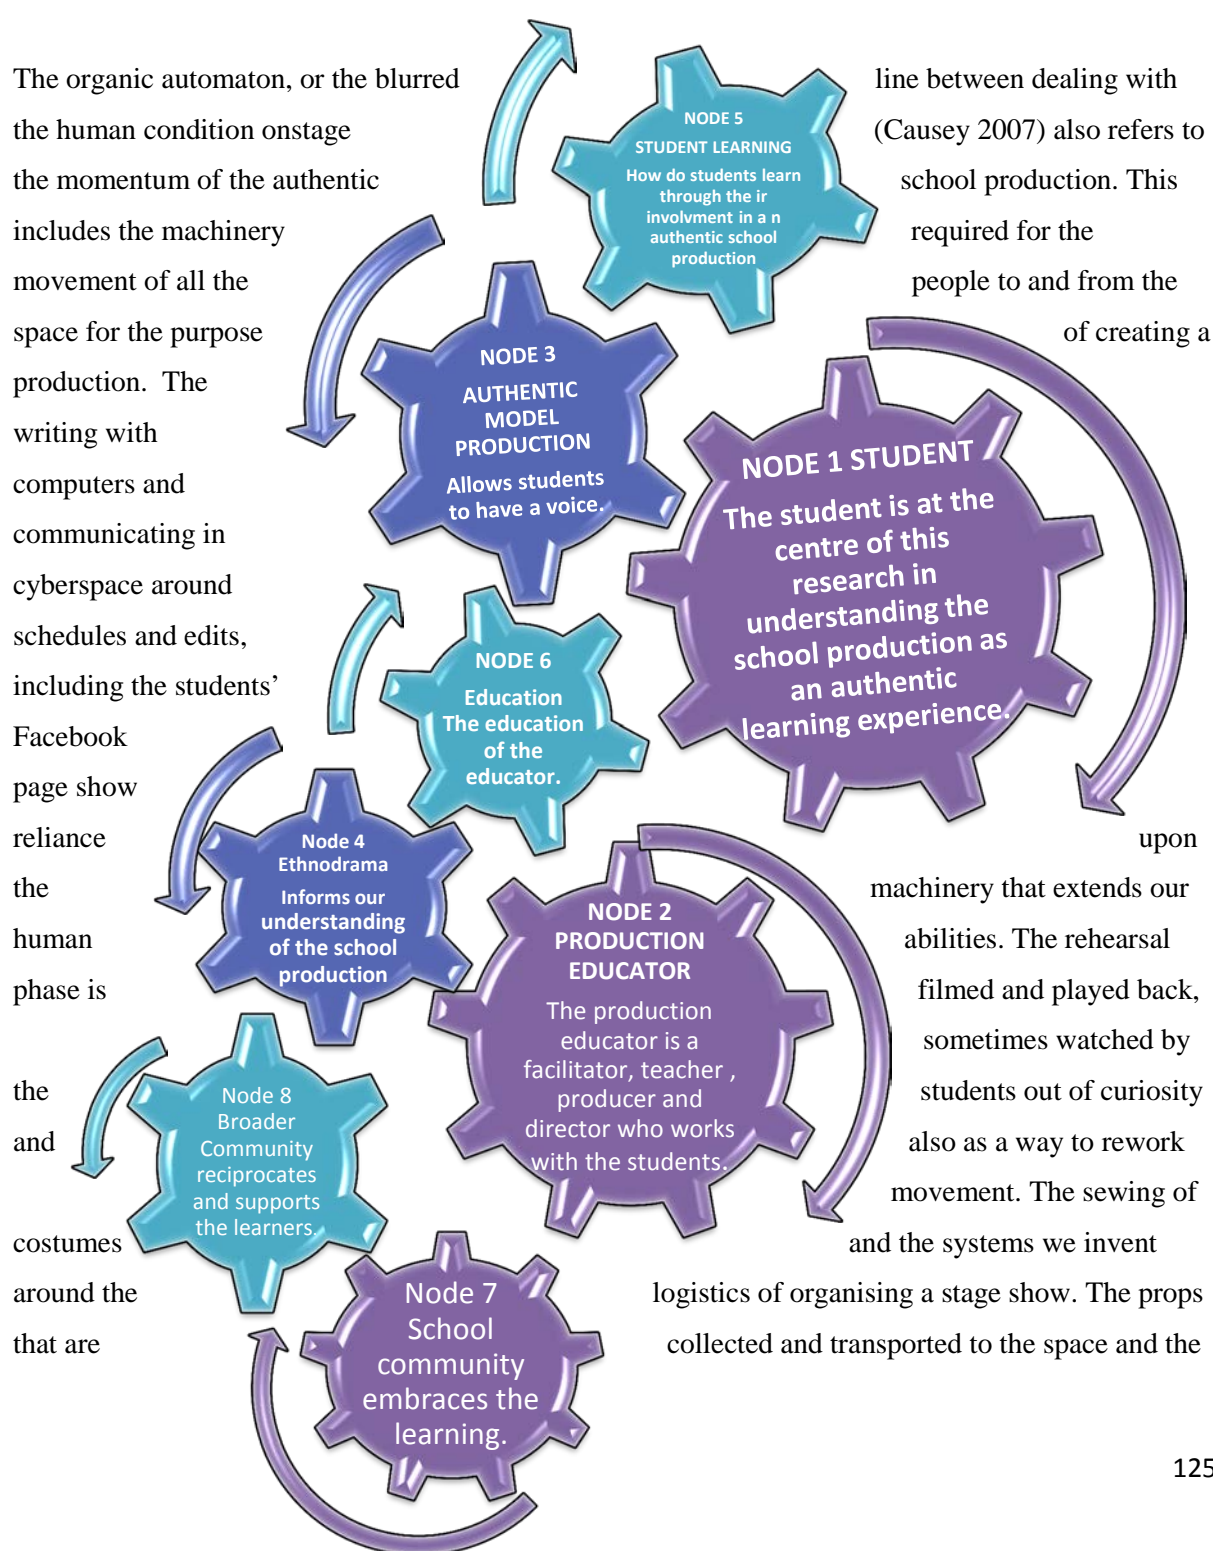 The organic automaton, or the blurred line between dealing with
the human condition onstage (Causey 2007) also refers to
the momentum of the authentic school production. This
includes the machinery required for the
movement of all the people to and from the
space for the purpose of creating a
production.  The
writing with
computers and
communicating in
cyberspace around
schedules and edits,
including the students’
Facebook
page show
reliance upon
the machinery that extends our
human abilities. The rehearsal
phase is filmed and played back,
sometimes watched by
the students out of curiosity
and also as a way to rework
movement. The sewing of
costumes and the systems we invent
around the logistics of organising a stage show. The props
that are collected and transported to the space and the
NODE 5
STUDENT LEARNING
How do students learn
through the ir
involvment in a n
authentic school
production
NODE 3
AUTHENTIC
MODEL
PRODUCTION
Allows students
to have a voice.
NODE 1 STUDENT
The student is at the
centre of this
research in
understanding the
school production as
an authentic
learning experience.
NODE 6
Education
The education
of the
educator.
Node 4
Ethnodrama
Informs our
understanding
of the school
production
NODE 2
PRODUCTION
EDUCATOR
The production
educator is a
facilitator, teacher ,
producer and
director who works
with the students.
Node 8
Broader
Community
reciprocates
and supports
the learners.
Node 7
School
community
embraces the
learning.
125